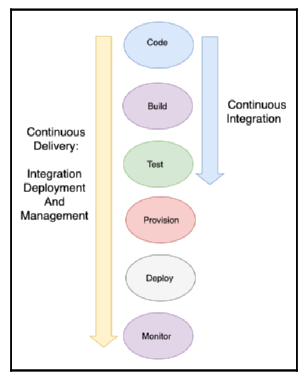 Code
Build
Test
Provision
Deploy
Monitor
Continuous
Integration
Continuous
Delivery:
Integration
Deployment
And
Management